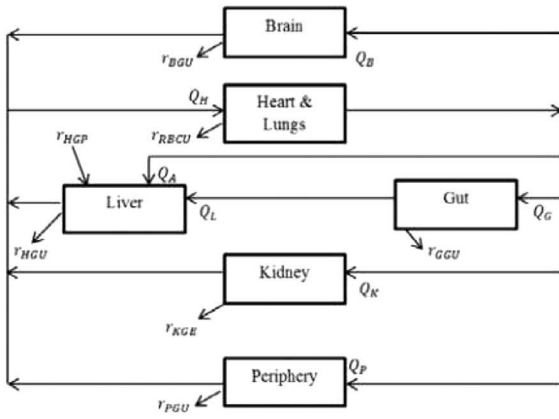 Brain
r_BGU
Q_B
Q_H
Heart &
Lungs
r_HGP
r_RBCU
Q_A
Liver
Q_L
Gut
Q_G
r_HGU
r_GGU
Kidney
Q_K
r_KGE
Q_P
Periphery
r_PGU